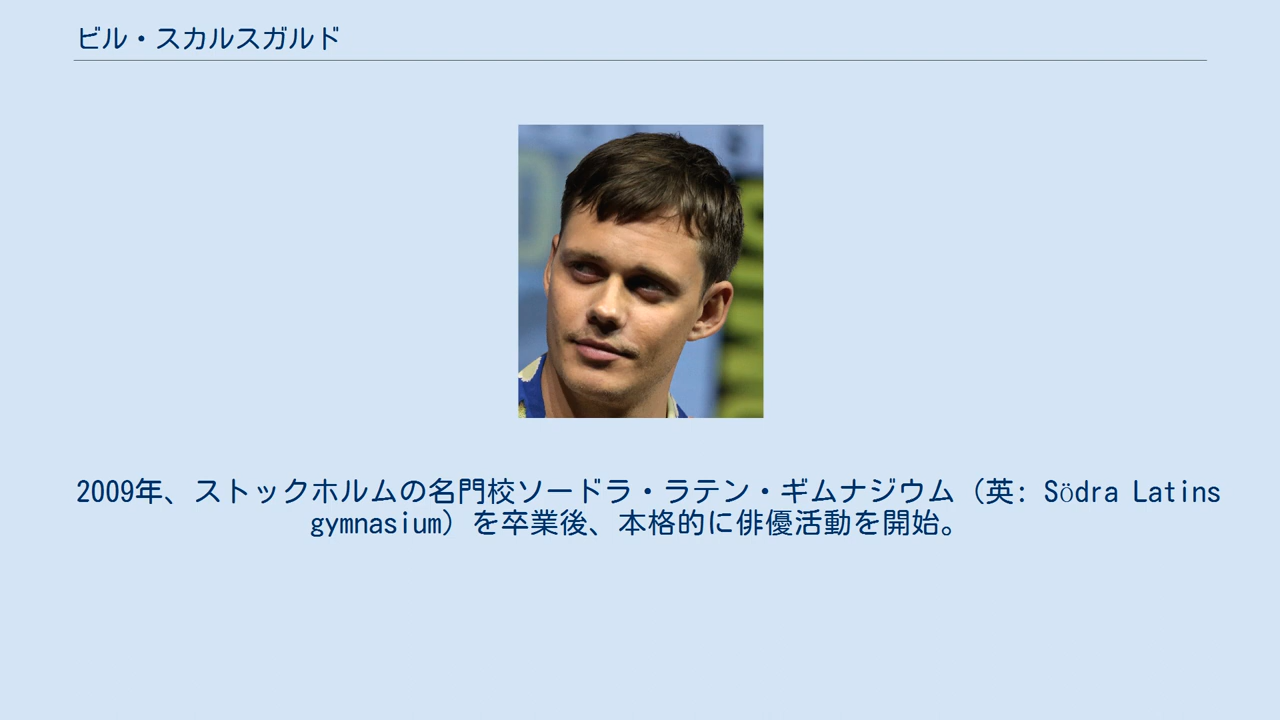 ビル・スカルスガルド
2009年、ストックホルムの名門校ソードラ・ラテン・ギムナジウム（英: Södra Latins
gymnasium）を卒業後、本格的に俳優活動を開始。